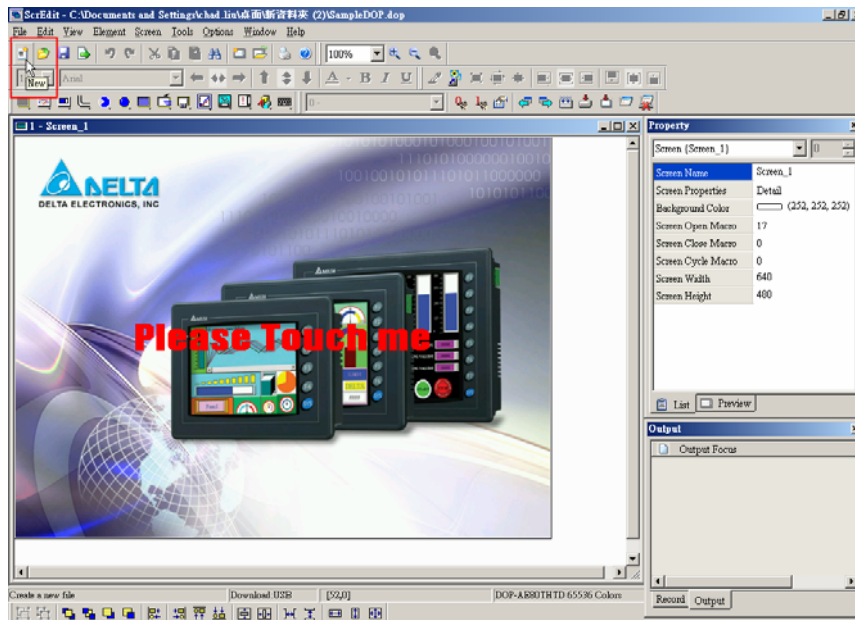 ScrEdit - C:\Documents and Settings\chad.liu\桌面\新資料夾 (2)\SampleDOP.dop
File Edit View Element Screen Tools Options Window Help
100%
Arial
New
A B I U
1 - Screen_1
DELTA
DELTA ELECTRONICS, INC
Please Touch me
Property
Screen {Screen_1}
0
Screen Name Screen_1
Screen Properties Detail
Background Color (252, 252, 252)
Screen Open Macro 17
Screen Close Macro 0
Screen Cycle Macro 0
Screen Width 640
Screen Height 480
List Preview
Output
Output Focus
Record Output
Create a new file
Download USB
[52,0]
DOP-AE80THTD 65536 Colors